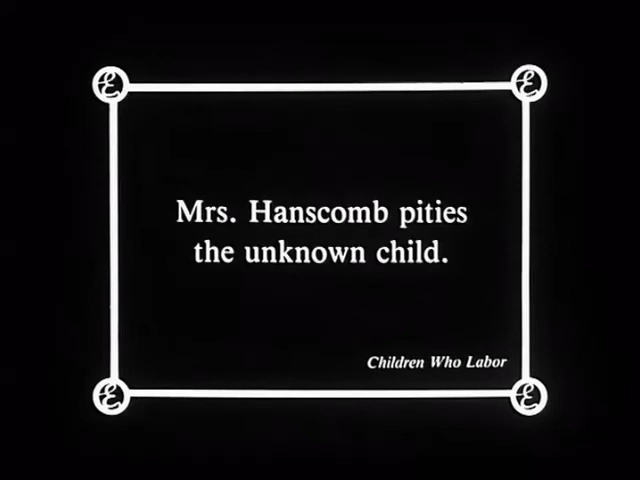 Mrs. Hanscomb pities
the unknown child.
Children Who Labor